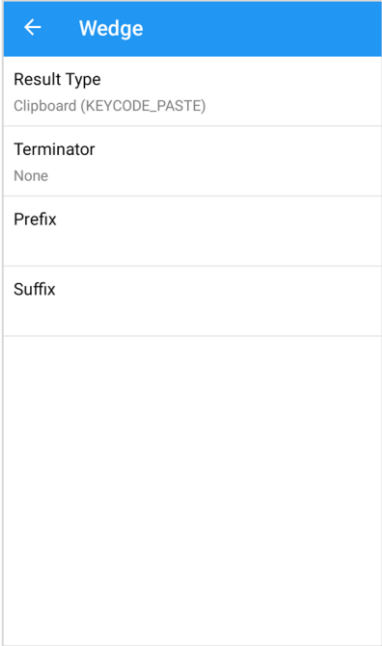 Wedge
Result Type
Clipboard (KEYCODE_PASTE)
Terminator
None
Prefix
Suffix